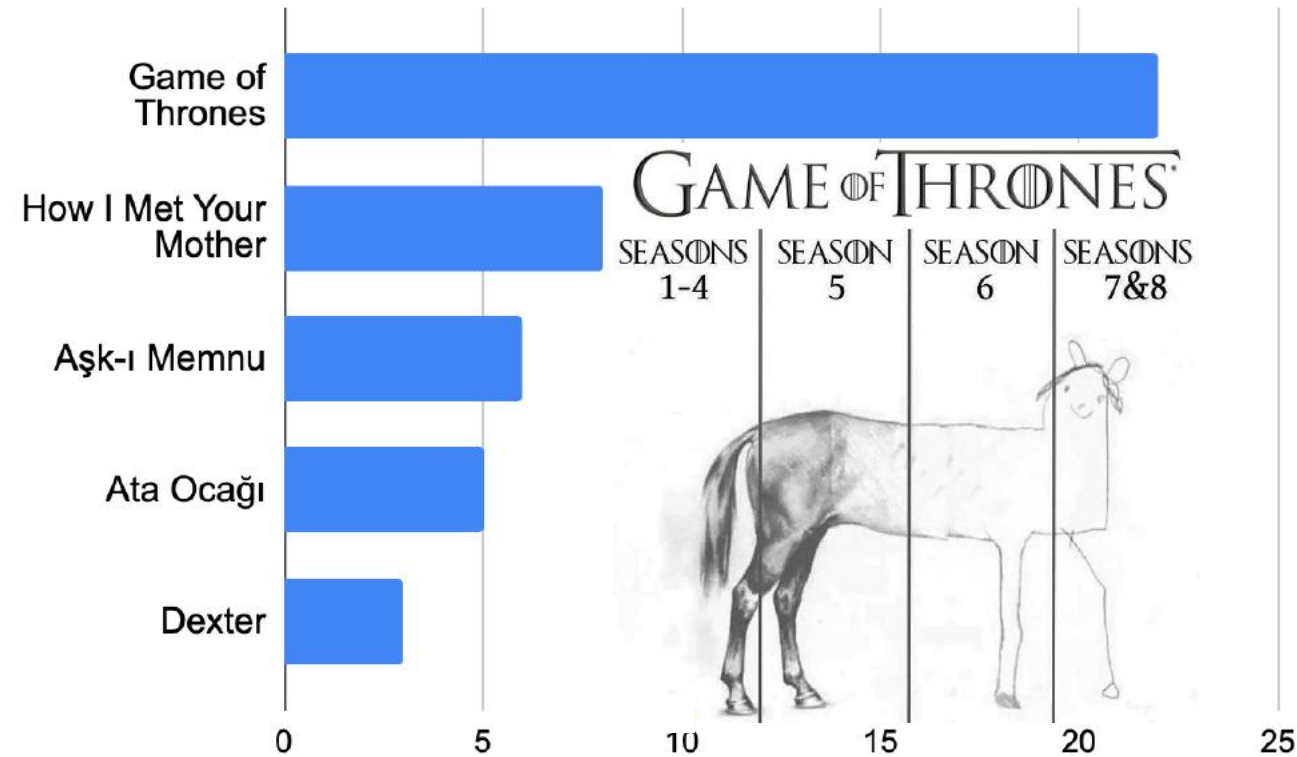 Game of
Thrones
How I Met Your
Mother
Aşk-ı Memnu
Ata Ocağı
Dexter
GAME OF THRONES
SEASONS
1-4
SEASON
5
SEASON
6
SEASONS
7&8
0 5 10 15 20 25